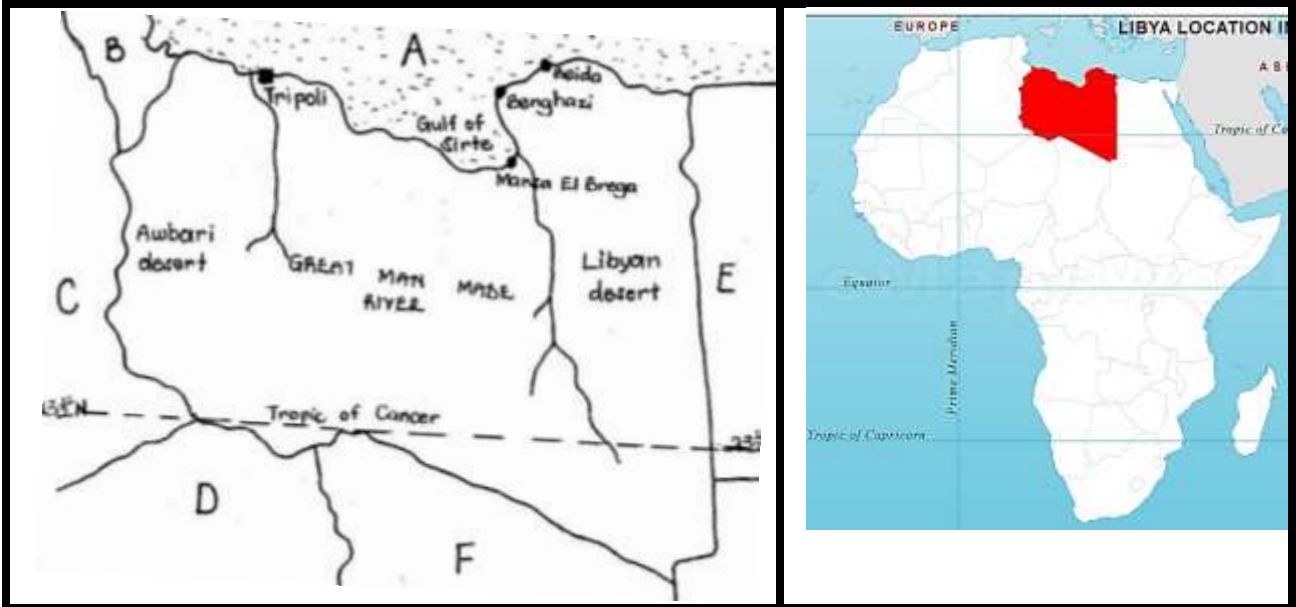 B
A
Beida
Tripoli
Benghazi
Gulf of
Sirte
Marsa El Brega
Awbari
desert
GREAT MAN MADE
RIVER
Libyan
desert
C
E
Tropic of Cancer
D
F
EUROPE
LIBYA LOCATION I
Tropic of Ca
Equator
Prime Meridian
Tropic of Capricorn